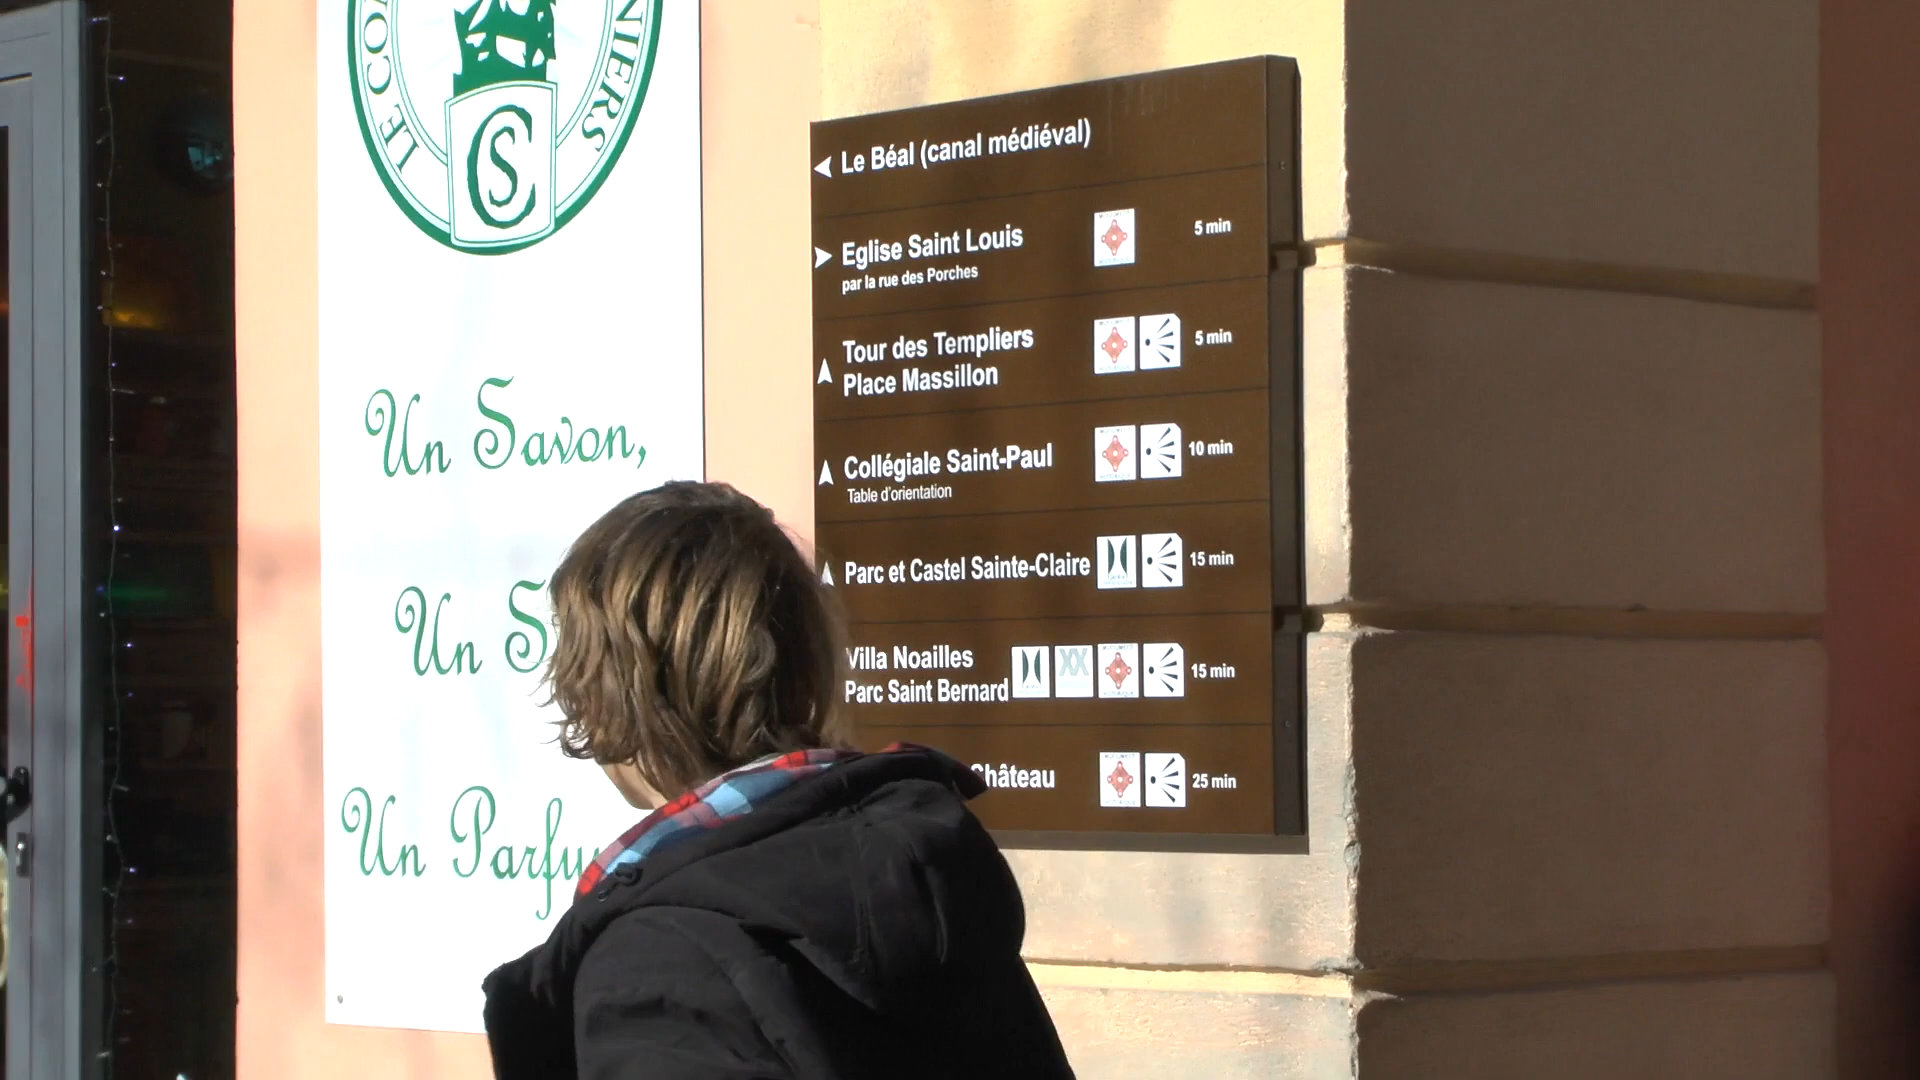 LE
NIERS
CS
Un Savon,
Un
Un
Le Béal (canal médiéval)
Eglise Saint Louis
5 min
par la rue des Porches
Tour des Templiers
Place Massillon
5 min
Collégiale Saint-Paul
10 min
Table d'orientation
Parc et Castel Sainte-Claire
15 min
Villa Noailles
Parc Saint Bernard
XX
15 min
Château
25 min